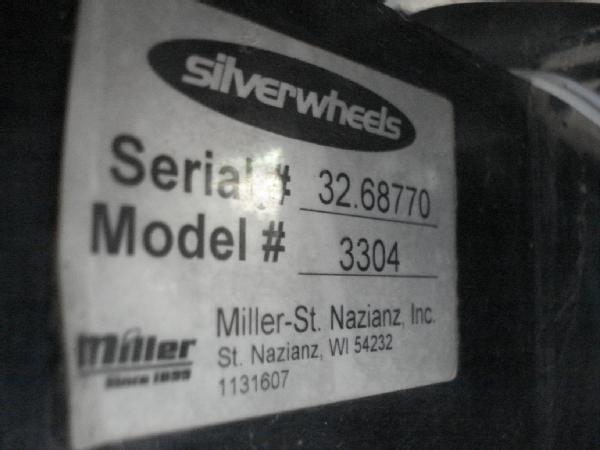 silverwheels
Serial # 32.68770
Model # 3304
Miller-St. Nazianz, Inc.
St. Nazianz, WI 54232
1131607
Miller
Since 1899